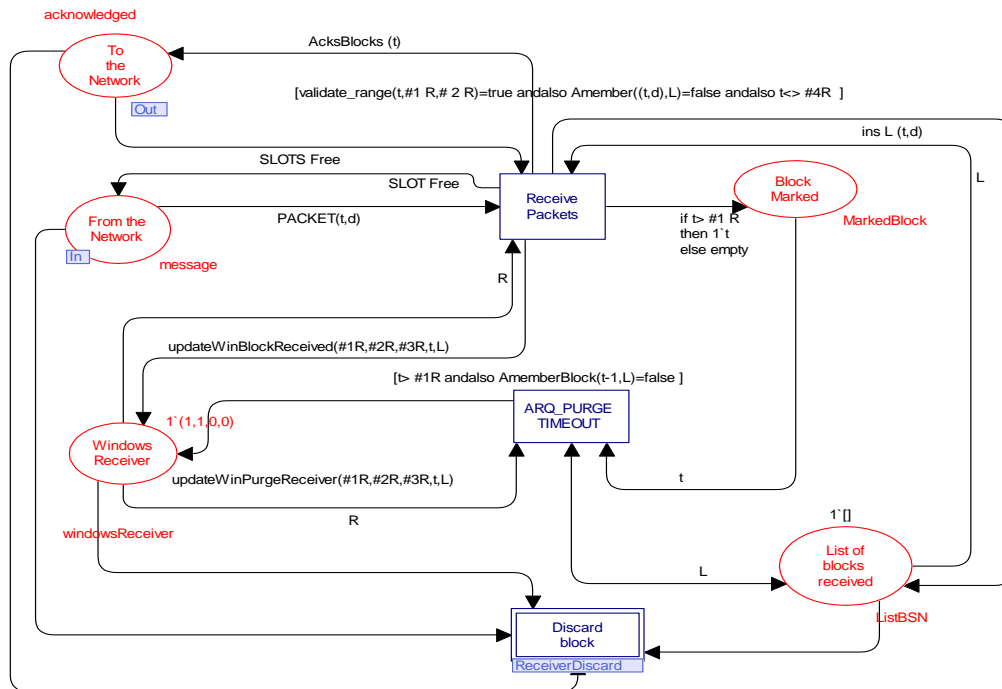 acknowledged
To
the
Network
Out
AcksBlocks (t)
[validate_range(t,#1 R,# 2 R)=true andalso Amember((t,d),L)=false andalso t<> #4R ]
ins L (t,d)
L
SLOTS Free
SLOT Free
Receive
Packets
Block
Marked
MarkedBlock
From the
Network
In
message
PACKET(t,d)
if t> #1 R
then 1`t
else empty
R
updateWinBlockReceived(#1R,#2R,#3R,t,L)
[t> #1R andalso AmemberBlock(t-1,L)=false ]
ARQ_PURGE
TIMEOUT
1`(1,1,0,0)
Windows
Receiver
updateWinPurgeReceiver(#1R,#2R,#3R,t,L)
R
t
windowsReceiver
1`[]
List of
blocks
received
L
ListBSN
Discard
block
ReceiverDiscard